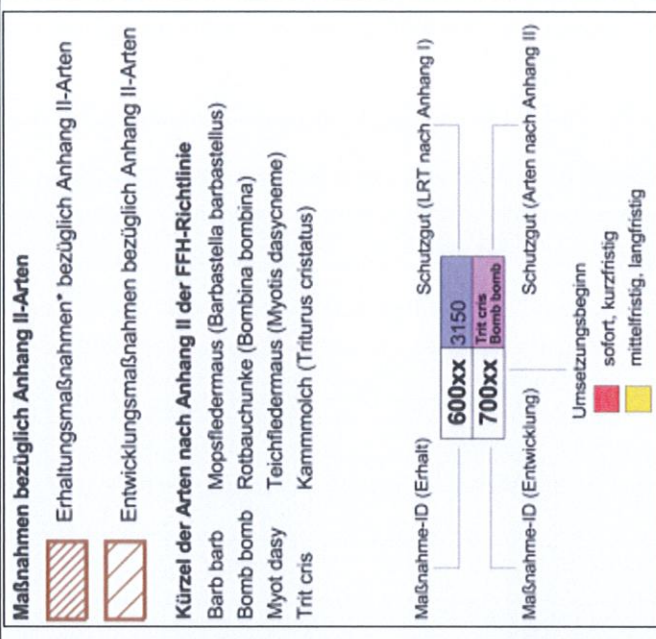 Maßnahmen bezüglich Anhang II-Arten
Erhaltungsmaßnahmen* bezüglich Anhang II-Arten
Entwicklungsmaßnahmen bezüglich Anhang II-Arten
Kürzel der Arten nach Anhang II der FFH-Richtlinie
Barb barb Mopsfledermaus (Barbastella barbastellus)
Bomb bomb Rotbauchunke (Bombina bombina)
Myot dasy Teichfledermaus (Myotis dasycneme)
Trit cris Kammmolch (Triturus cristatus)
Maßnahme-ID (Erhalt) Schutzgut (LRT nach Anhang I)
600xx 3150
700xx Trit cris
Bomb bomb
Maßnahme-ID (Entwicklung) Schutzgut (Arten nach Anhang II)
Umsetzungsbeginn
sofort, kurzfristig
mittelfristig, langfristig